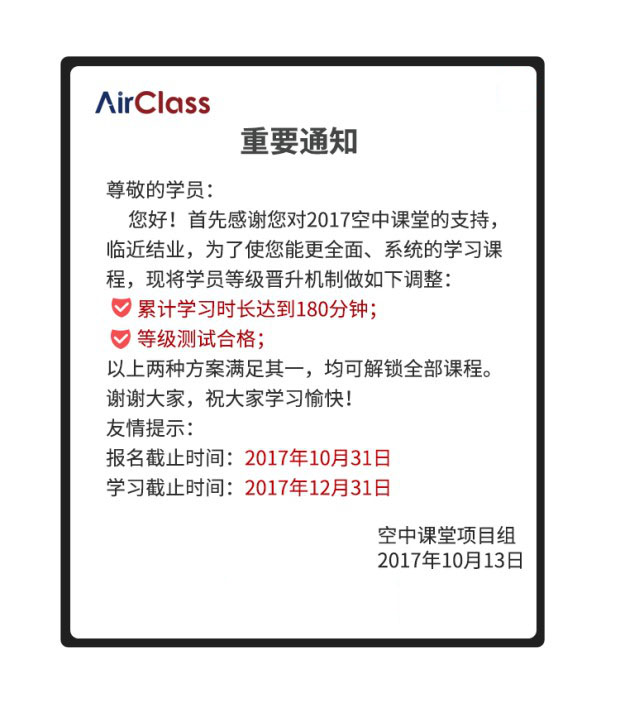 AirClass
重要通知
尊敬的学员：
您好！首先感谢您对2017空中课堂的支持，
临近结业，为了使您能更全面、系统的学习课
程，现将学员等级晋升机制做如下调整：
累计学习时长达到180分钟；
等级测试合格；
以上两种方案满足其一，均可解锁全部课程。
谢谢大家，祝大家学习愉快！
友情提示：
报名截止时间：2017年10月31日
学习截止时间：2017年12月31日
空中课堂项目组
2017年10月13日